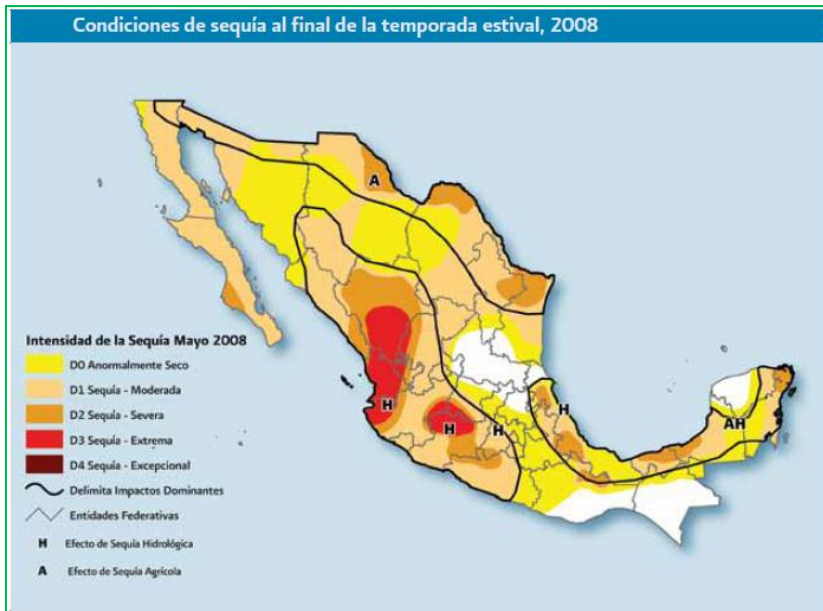 Condiciones de sequía al final de la temporada estival, 2008
A
Intensidad de la Sequía Mayo 2008
D0 Anormalmente Seco
D1 Sequía - Moderada
D2 Sequía - Severa
D3 Sequía - Extrema
D4 Sequía - Excepcional
Delimita Impactos Dominantes
Entidades Federativas
H Efecto de Sequía Hidrológica
A Efecto de Sequía Agrícola
H
H
H
H
AH